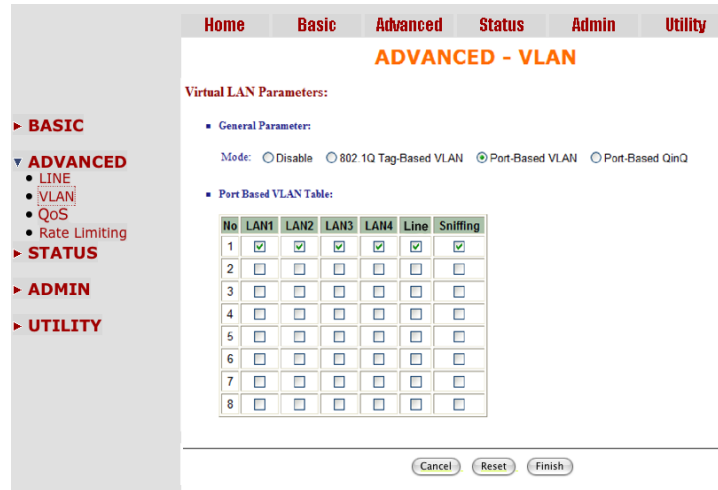 Home Basic Advanced Status Admin Utility
ADVANCED - VLAN
BASIC
ADVANCED
LINE
VLAN
QoS
Rate Limiting
STATUS
ADMIN
UTILITY
Virtual LAN Parameters:
General Parameter:
Mode: Disable 802.1Q Tag-Based VLAN Port-Based VLAN Port-Based QinQ
Port Based VLAN Table:
No LAN1 LAN2 LAN3 LAN4 Line Sniffing
1
2
3
4
5
6
7
8
Cancel Reset Finish